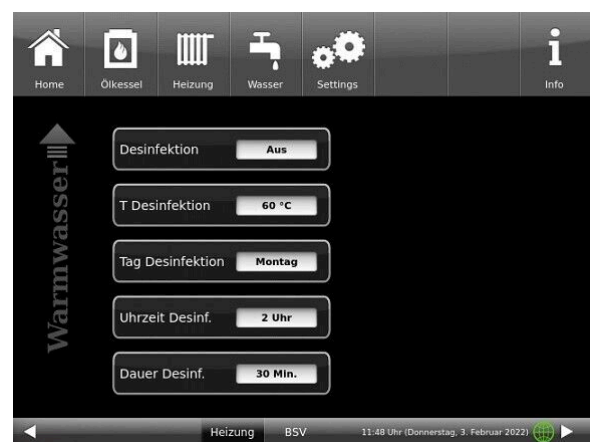 Home Ölkessel Heizung Wasser Settings Info
Warmwasser
Desinfektion Aus
T Desinfektion 60 °C
Tag Desinfektion Montag
Uhrzeit Desinf. 2 Uhr
Dauer Desinf. 30 Min.
Heizung BSV 11:48 Uhr (Donnerstag, 3. Februar 2022)